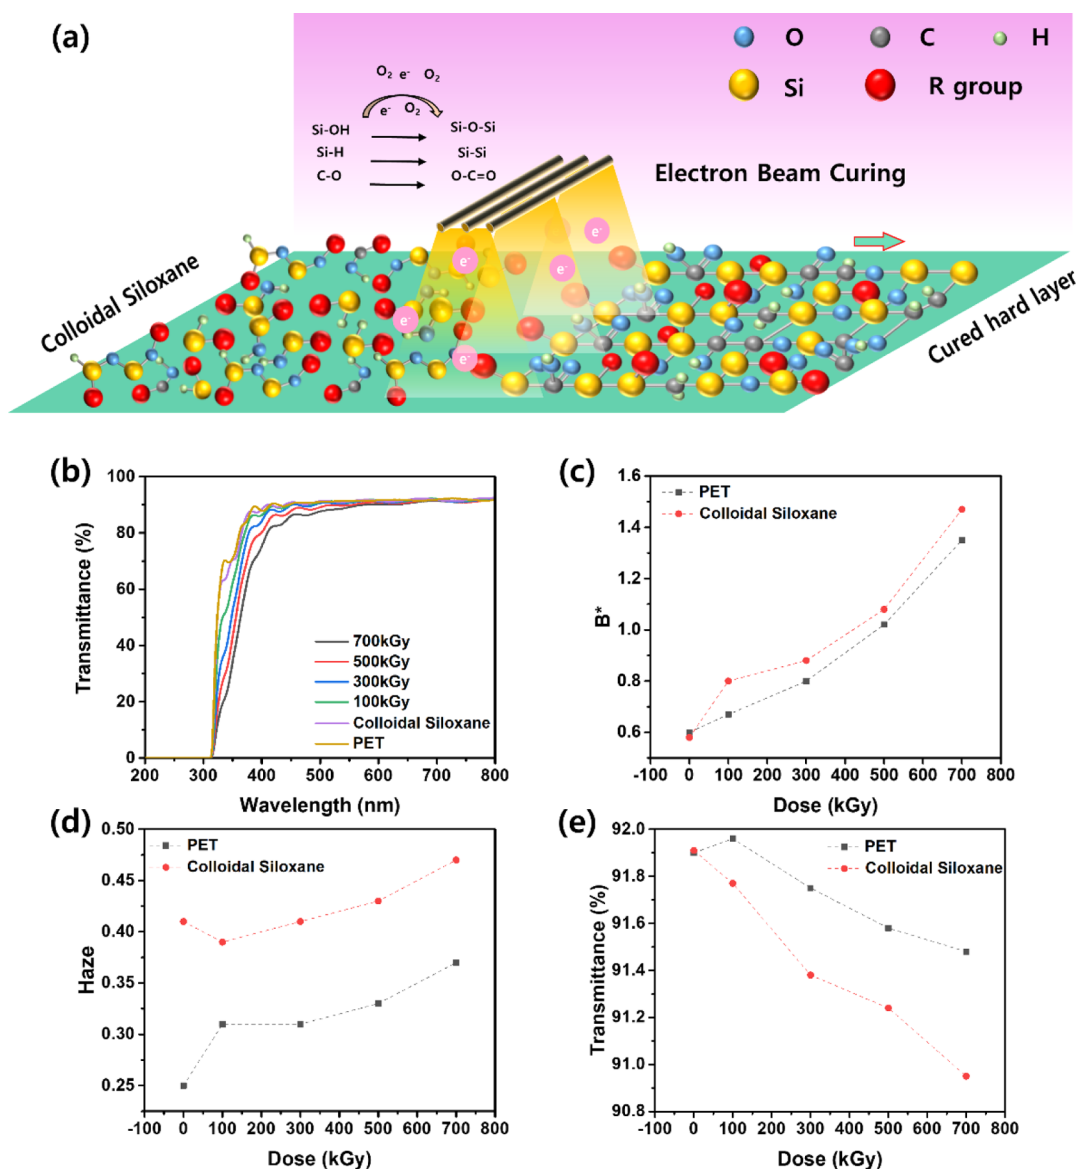 (a)
O
C
H
Si
R group
O₂ e⁻ O₂
e⁻ O₂
Si-OH
Si-O-Si
Si-H
Si-Si
C-O
O-C=O
Electron Beam Curing
Colloidal Siloxane
Cured hard layer
e⁻
e⁻
e⁻
e⁻
e⁻
(b)
Transmittance (%)
100
80
60
40
20
0
700kGy
500kGy
300kGy
100kGy
Colloidal Siloxane
PET
200 300 400 500 600 700 800
Wavelength (nm)
(c)
B*
1.6
1.4
1.2
1.0
0.8
0.6
PET
Colloidal Siloxane
-100 0 100 200 300 400 500 600 700 800
Dose (kGy)
(d)
Haze
0.50
0.45
0.40
0.35
0.30
0.25
PET
Colloidal Siloxane
-100 0 100 200 300 400 500 600 700 800
Dose (kGy)
(e)
Transmittance (%)
92.0
91.8
91.6
91.4
91.2
91.0
90.8
PET
Colloidal Siloxane
-100 0 100 200 300 400 500 600 700 800
Dose (kGy)